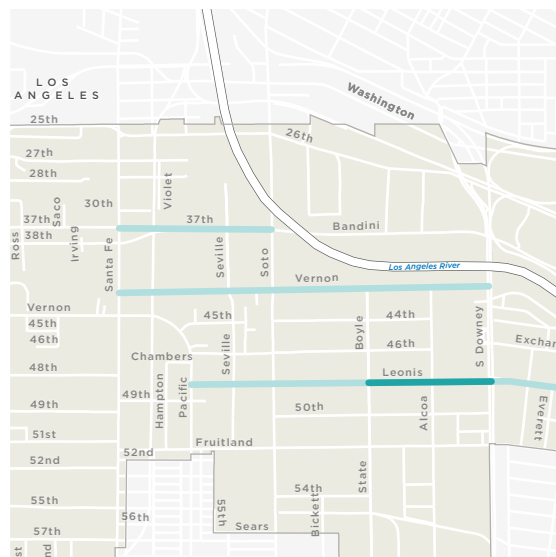 LOS
ANGELES
Washington
25th
26th
27th
28th
Violet
Saco
30th
37th
37th
Bandini
Ross
38th
Irving
Santa Fe
Seville
Soto
Los Angeles River
Vernon
Vernon
45th
44th
45th
Boyle
S Downey
46th
Seville
46th
Exchan
Chambers
48th
Leonis
Hampton
Pacific
49th
49th
50th
Alcoa
Everett
51st
Fruitland
52nd
52nd
State
54th
55th
55th
Bickett
56th
Sears
57th
st
nd